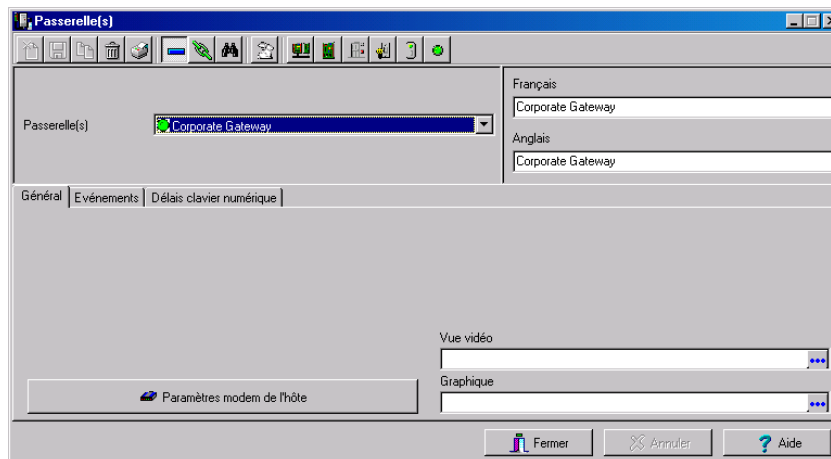 Passerelle(s)
Français
Corporate Gateway
Passerelle(s)
Corporate Gateway
Anglais
Corporate Gateway
Général
Evénements
Délais clavier numérique
Vue vidéo
Graphique
Paramètres modem de l'hôte
Fermer
Annuler
Aide